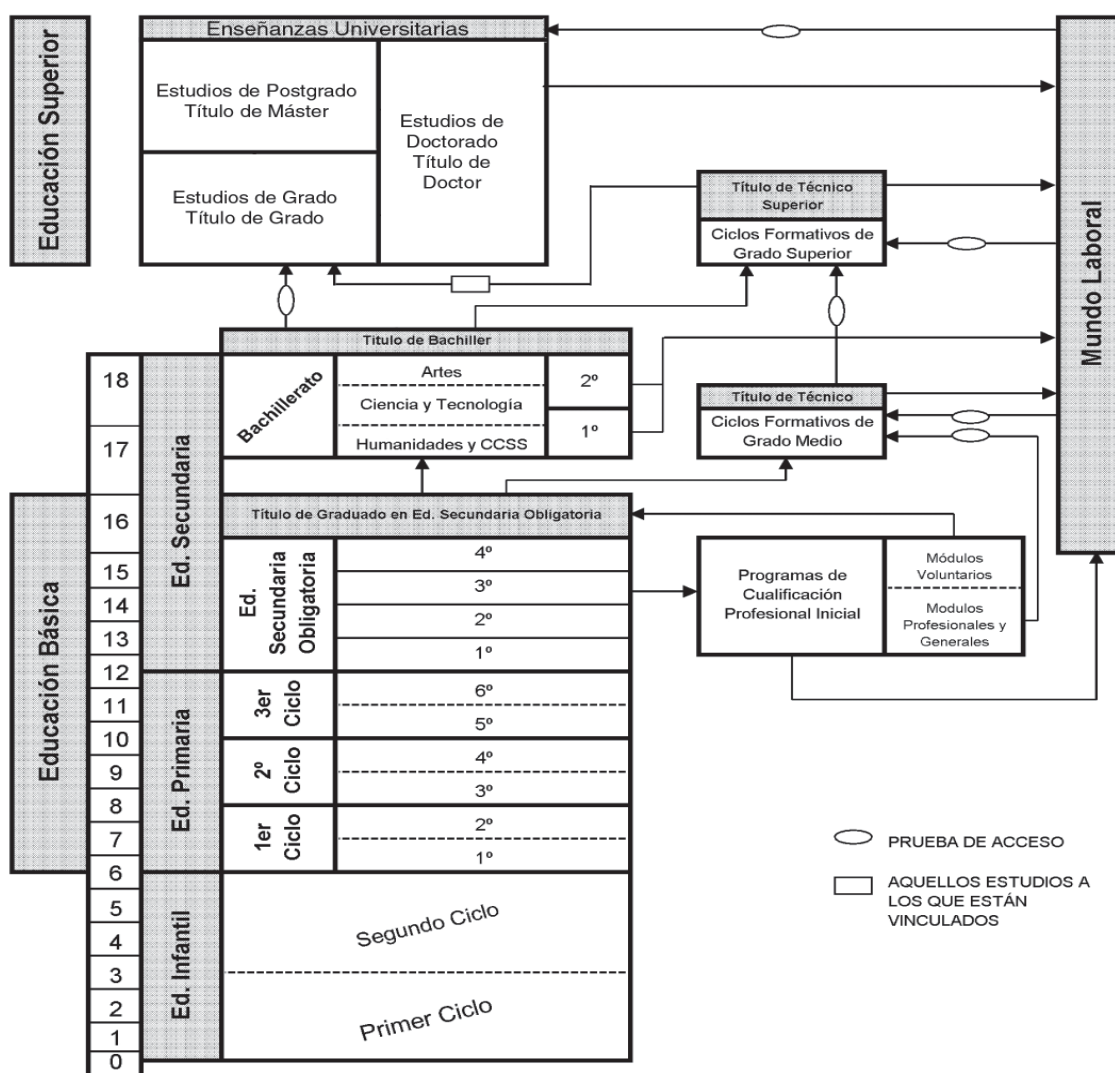 Educación Superior
Enseñanzas Universitarias
Estudios de Postgrado
Título de Máster
Estudios de Grado
Título de Grado
Estudios de
Doctorado
Título de
Doctor
Título de Técnico
Superior
Ciclos Formativos de
Grado Superior
Mundo Laboral
Titulo de Bachiller
Bachillerato
Artes
Ciencia y Tecnología
Humanidades y CCSS
2º
1º
Título de Técnico
Ciclos Formativos de
Grado Medio
Educación Básica
18
17
16
15
14
13
12
11
10
9
8
7
6
5
4
3
2
1
0
Ed. Secundaria
Título de Graduado en Ed. Secundaria Obligatoria
Ed.
Secundaria
Obligatoria
4º
3º
2º
1º
Programas de
Cualificación
Profesional Inicial
Módulos
Voluntarios
Modulos
Profesionales y
Generales
Ed. Primaria
3er
Ciclo
6º
5º
2º
Ciclo
4º
3º
1er
Ciclo
2º
1º
Ed. Infantil
Segundo Ciclo
Primer Ciclo
PRUEBA DE ACCESO
AQUELLOS ESTUDIOS A
LOS QUE ESTÁN
VINCULADOS